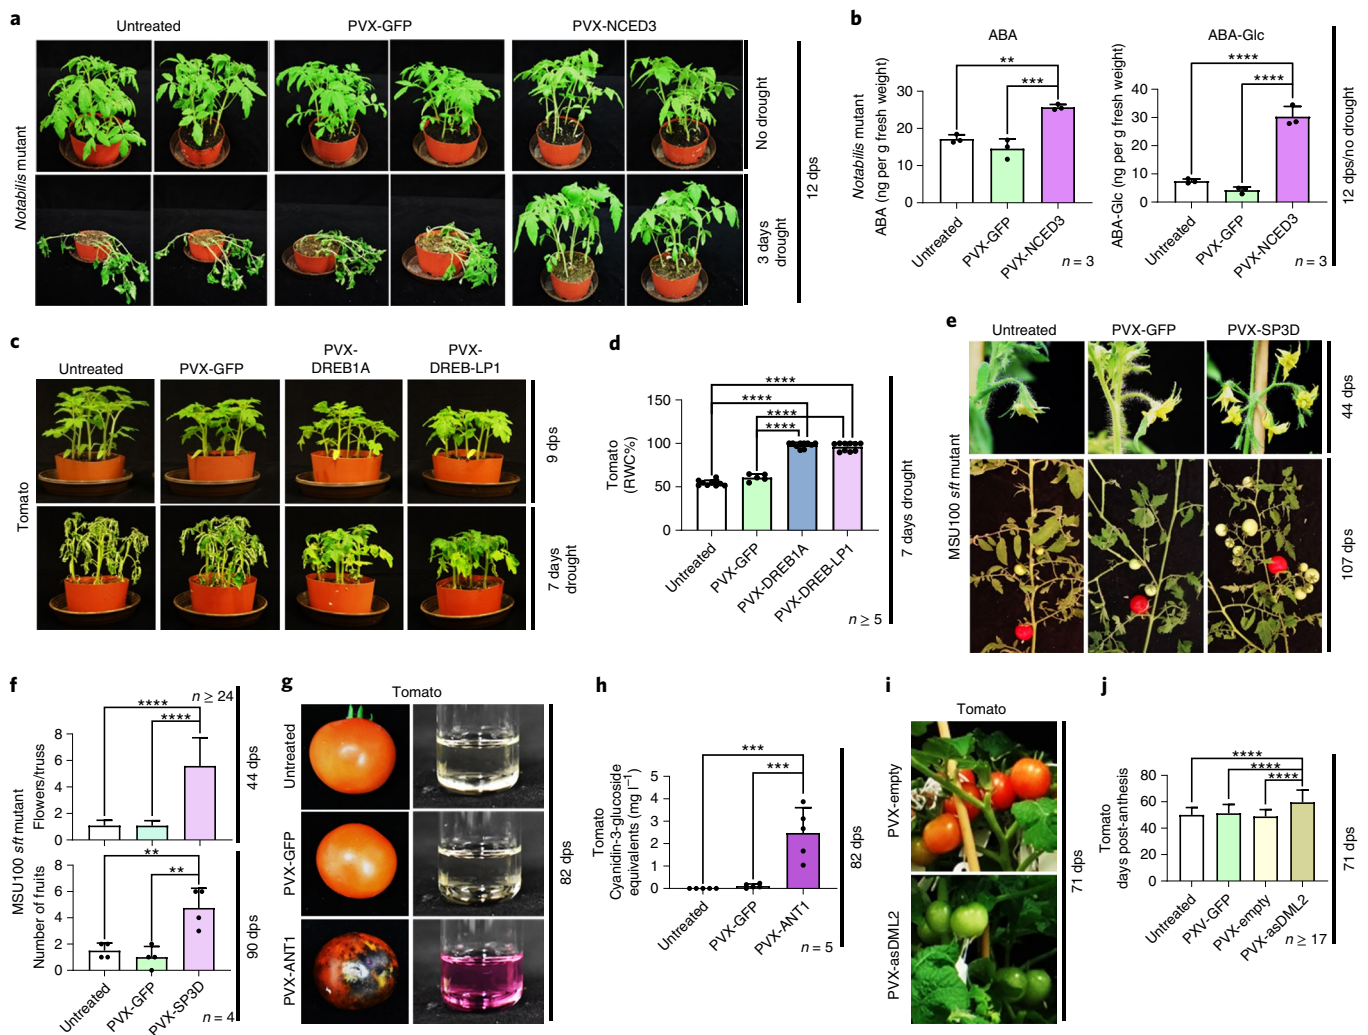 a
Untreated
PVX-GFP
PVX-NCED3
Notabilis mutant
No drought
3 days
drought
12 dps
b
ABA
Notabilis mutant
ABA (ng per g fresh weight)
30
20
10
0
**
***
Untreated
PVX-GFP
PVX-NCED3
n = 3
ABA-Glc
ABA-Glc (ng per g fresh weight)
40
30
20
10
0
****
****
Untreated
PVX-GFP
PVX-NCED3
n = 3
12 dps/no drought
c
Untreated
PVX-GFP
PVX-
DREB1A
PVX-
DREB-LP1
Tomato
9 dps
7 days
drought
d
Tomato
(RWC%)
150
100
50
0
****
****
****
****
Untreated
PVX-GFP
PVX-DREB1A
PVX-DREB-LP1
n ≥ 5
7 days drought
e
Untreated
PVX-GFP
PVX-SP3D
MSU100 sft mutant
44 dps
107 dps
f
n ≥ 24
****
****
MSU100 sft mutant
Flowers/truss
8
6
4
2
0
44 dps
**
**
Number of fruits
8
6
4
2
0
Untreated
PVX-GFP
PVX-SP3D
n = 4
90 dps
g
Tomato
Untreated
PVX-GFP
PVX-ANT1
82 dps
h
Tomato
Cyanidin-3-glucoside
equivalents (mg l−1)
5
4
3
2
1
0
***
***
Untreated
PVX-GFP
PVX-ANT1
n = 5
82 dps
i
Tomato
PVX-empty
PVX-asDML2
71 dps
j
Tomato
days post-anthesis
80
60
40
20
0
****
****
****
Untreated
PXV-GFP
PVX-empty
PVX-asDML2
n ≥ 17
71 dps